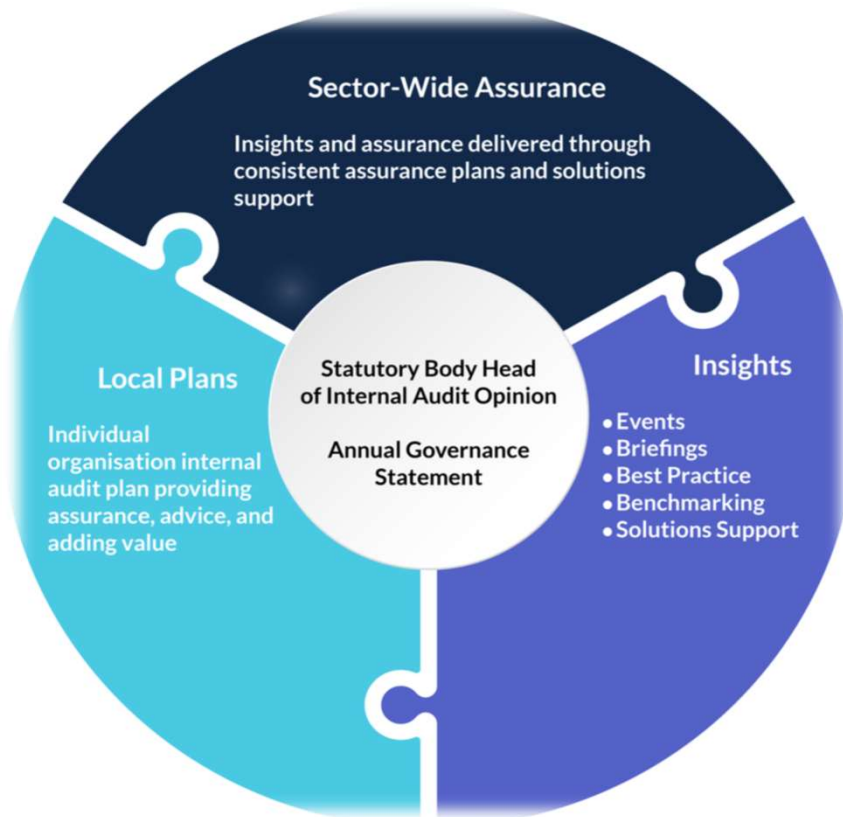 Sector-Wide Assurance
Insights and assurance delivered through
consistent assurance plans and solutions
support
Local Plans
Individual
organisation internal
audit plan providing
assurance, advice, and
adding value
Statutory Body Head
of Internal Audit Opinion
Annual Governance
Statement
Insights
• Events
• Briefings
• Best Practice
• Benchmarking
• Solutions Support